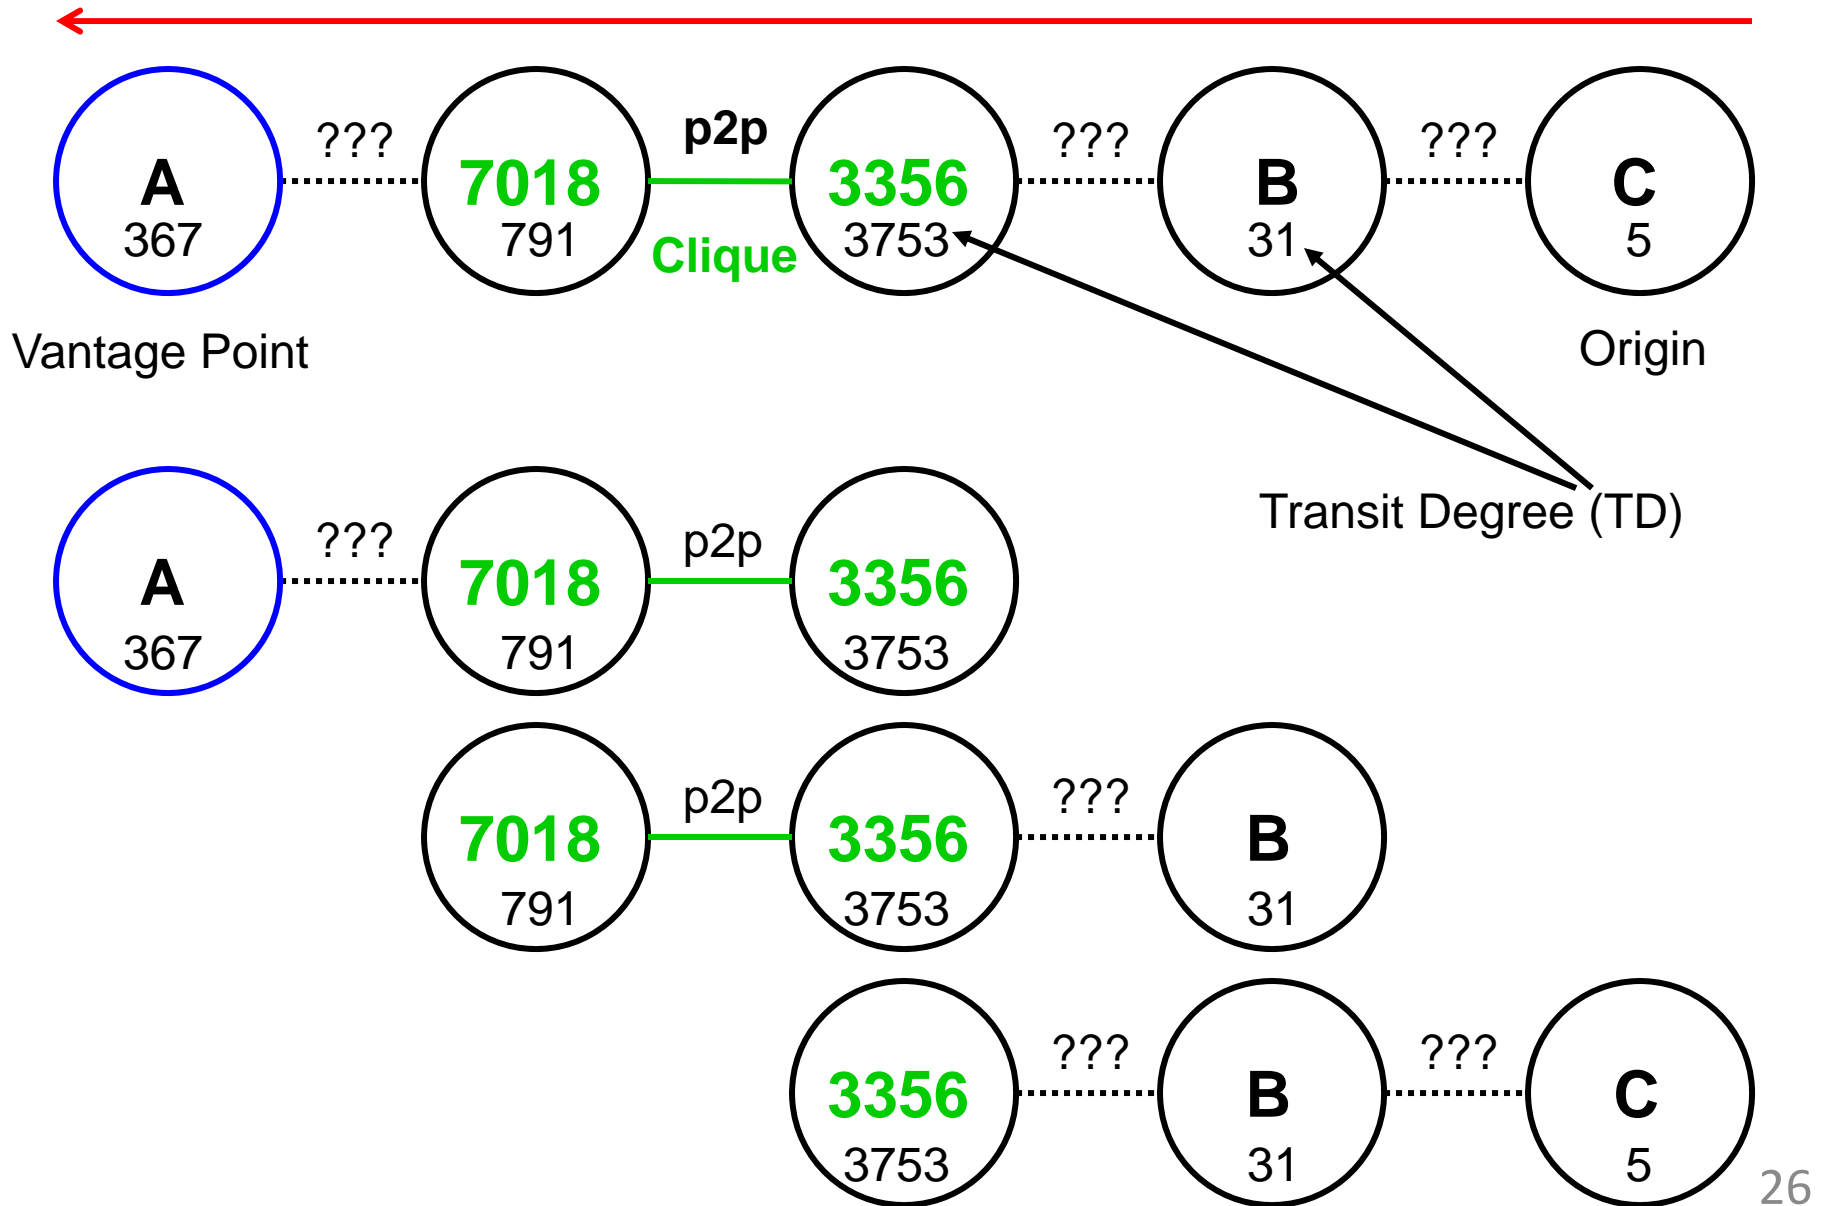 ??? p2p ??? ???
A 7018 3356 B C
367 791 Clique 3753 31 5
Vantage Point Origin
Transit Degree (TD)
??? p2p
A 7018 3356
367 791 3753
p2p ???
7018 3356 B
791 3753 31
??? ???
3356 B C
3753 31 5
26